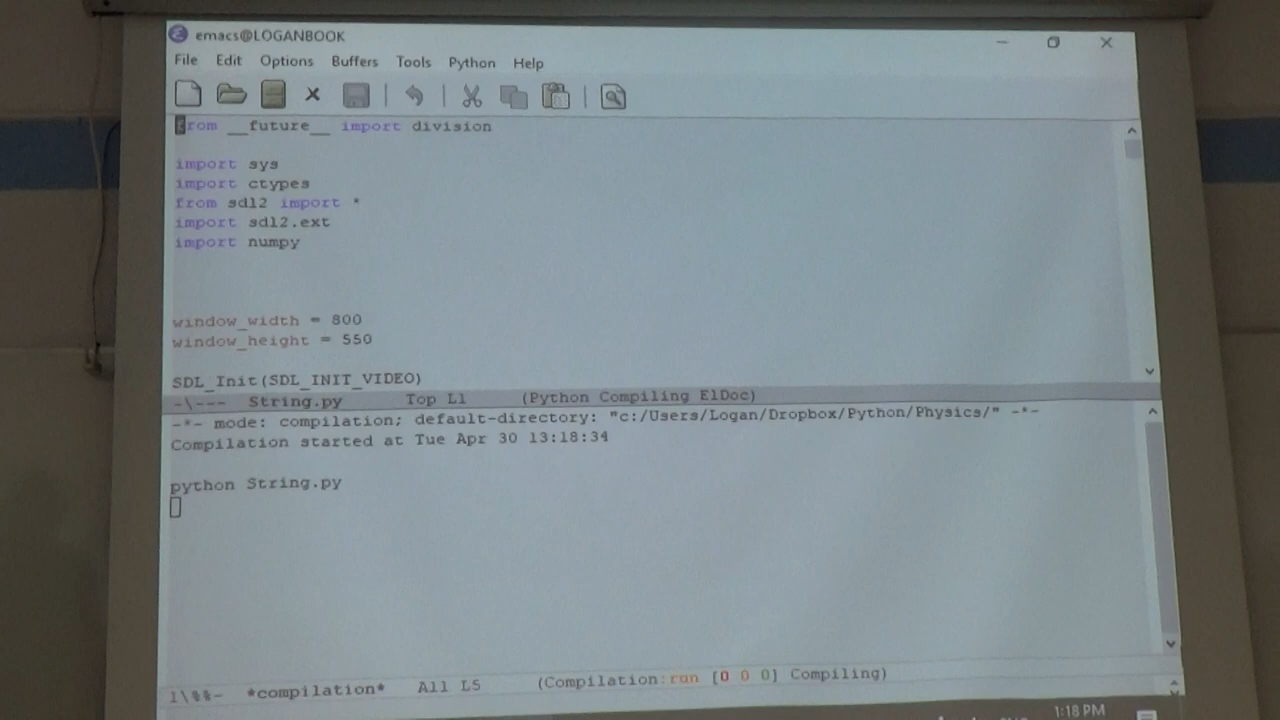 emacs@LOGANBOOK
File Edit Options Buffers Tools Python Help
from __future__ import division
import sys
import ctypes
from sdl2 import *
import sdl2.ext
import numpy
window_width = 800
window_height = 550
SDL_Init(SDL_INIT_VIDEO)
-\--- String.py Top L1 (Python Compiling ElDoc)
-*- mode: compilation; default-directory: "c:/Users/Logan/Dropbox/Python/Physics/" -*-
Compilation started at Tue Apr 30 13:18:34
python String.py
1\%%- *compilation* All L5 (Compilation:run [0 0 0] Compiling)
1:18 PM